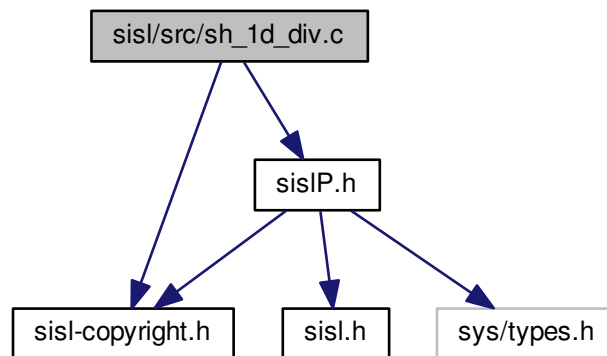 sisl/src/sh_1d_div.c
sislP.h
sisl-copyright.h
sisl.h
sys/types.h